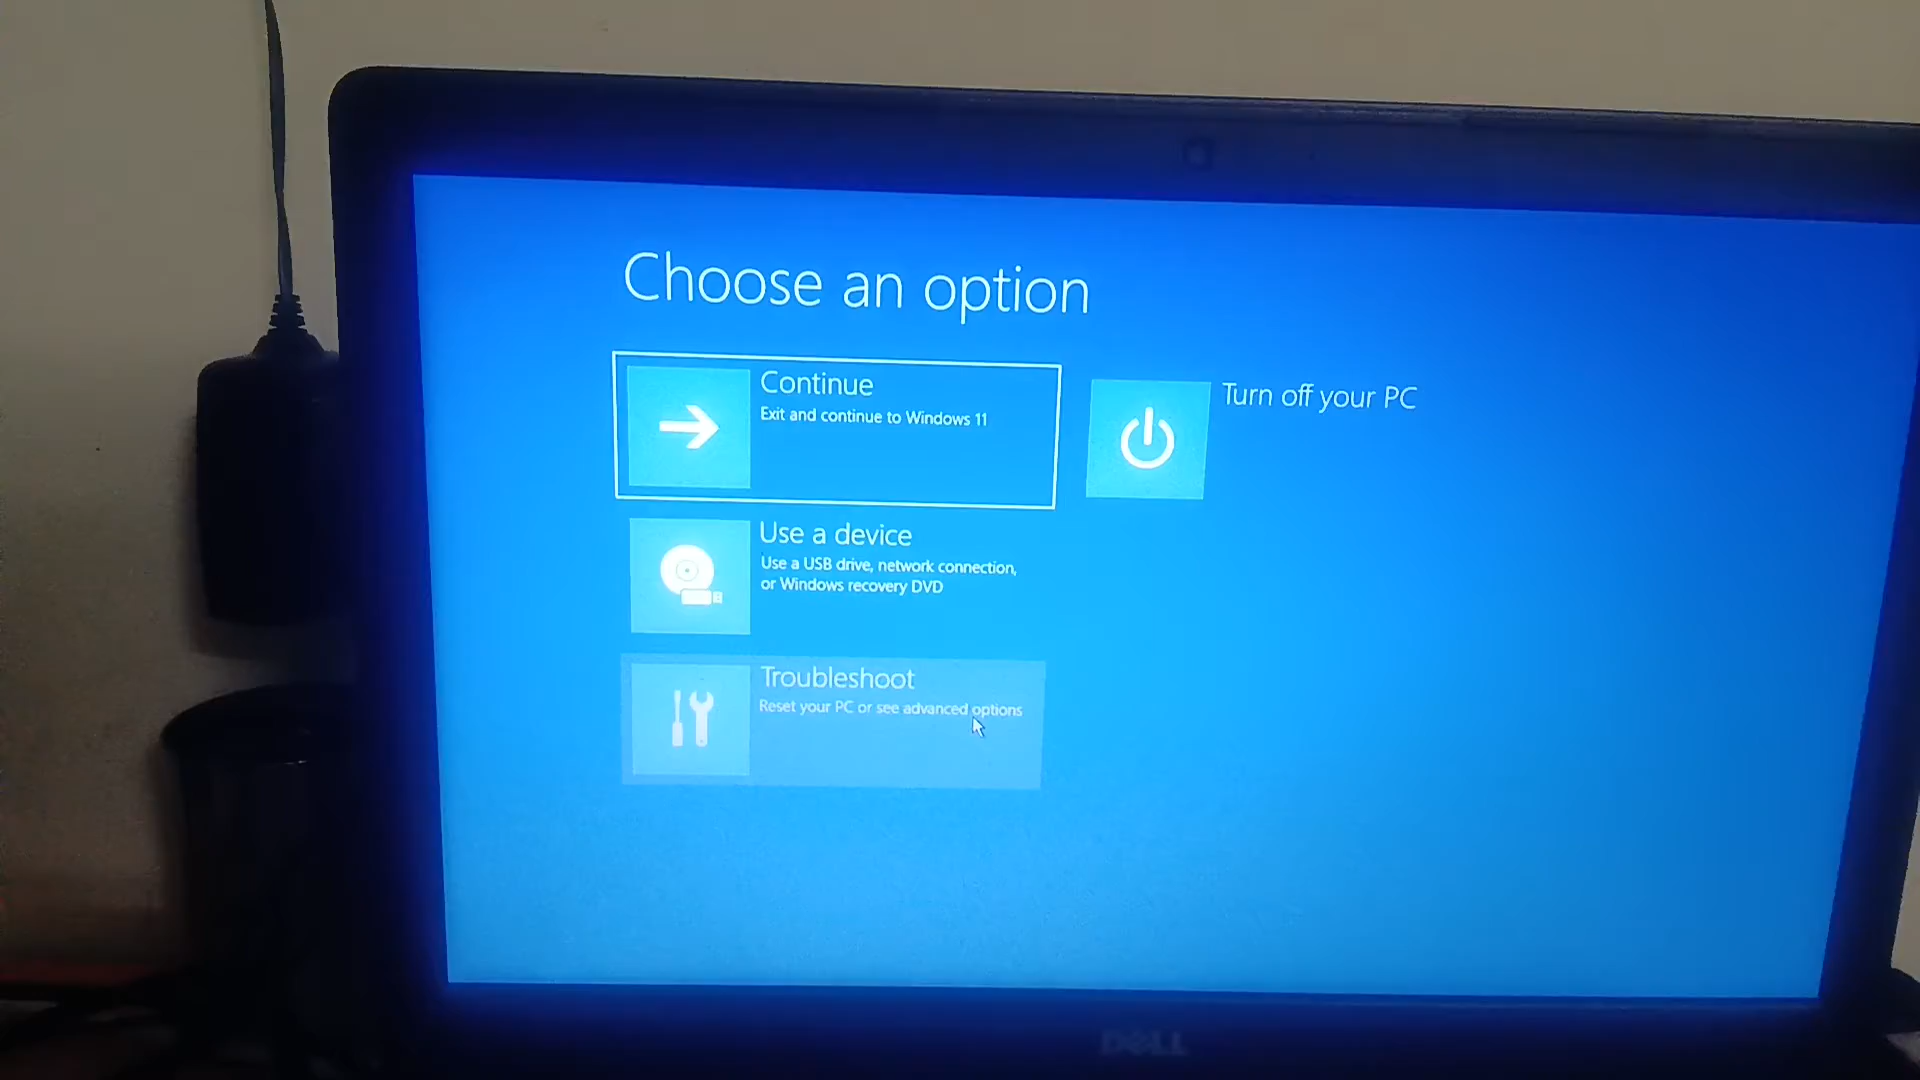 Choose an option
Continue
Exit and continue to Windows 11
Turn off your PC
Use a device
Use a USB drive, network connection,
or Windows recovery DVD
Troubleshoot
Reset your PC or see advanced options
DELL